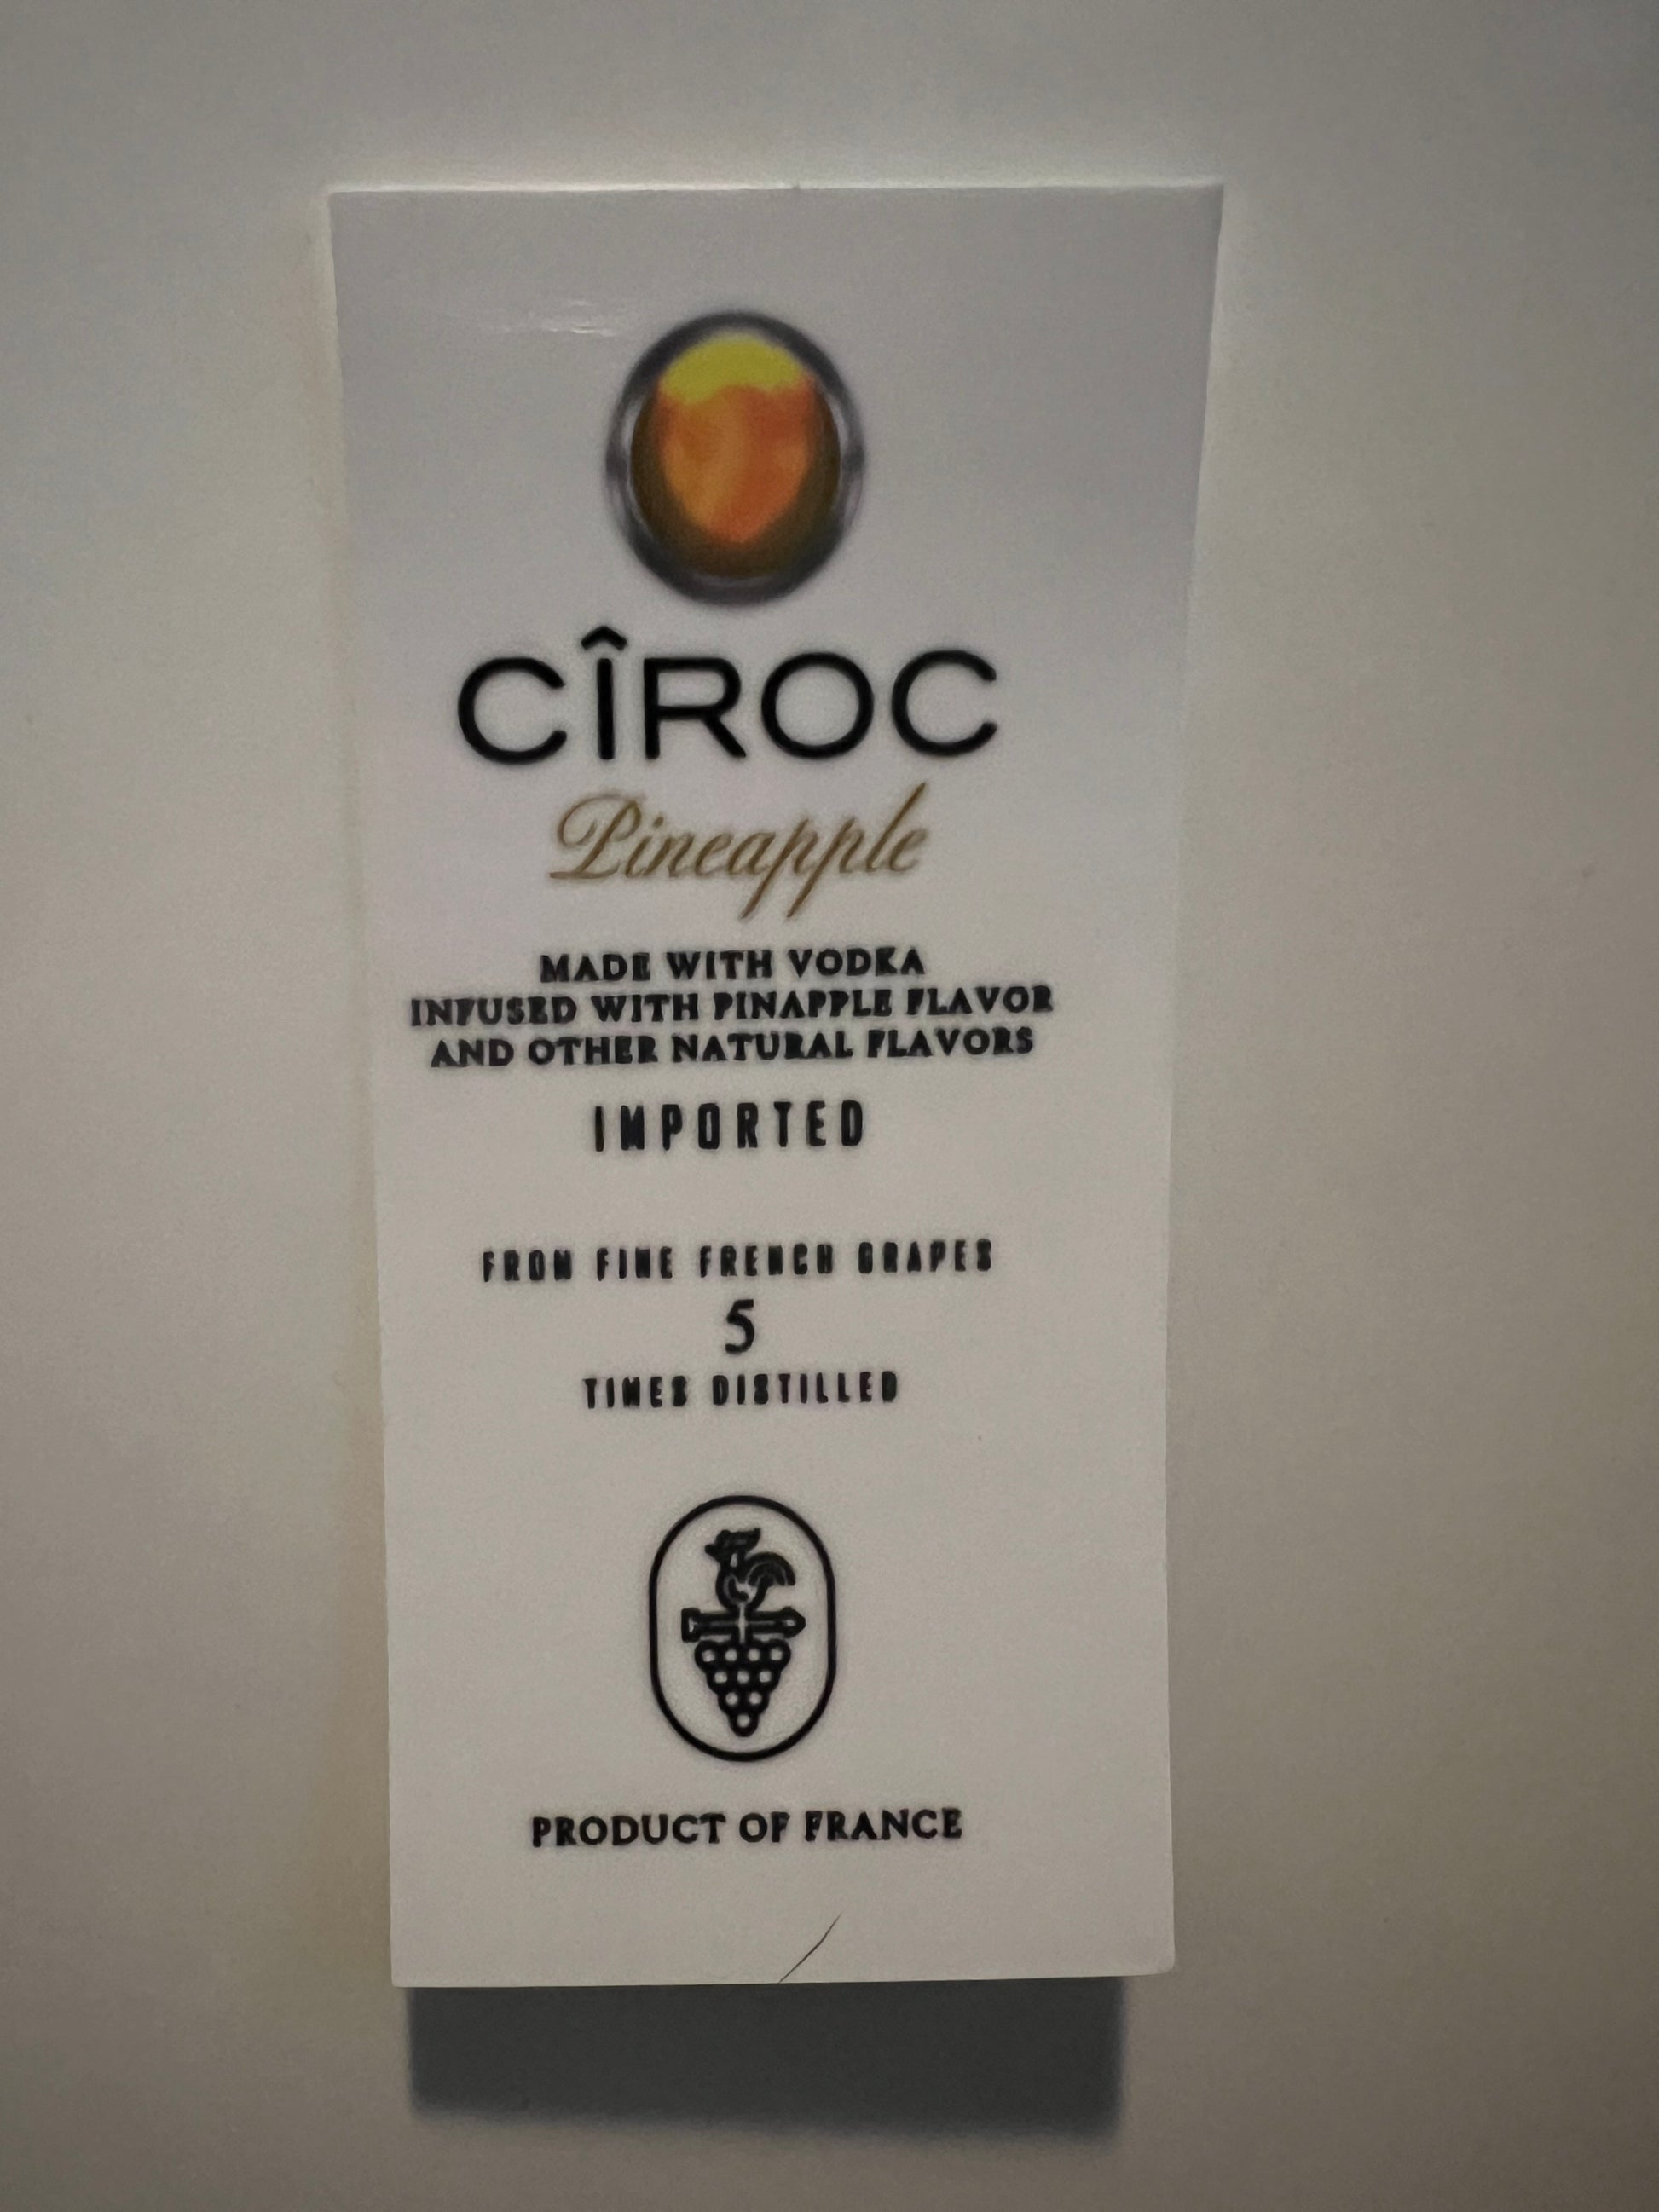 CÎROC
Pineapple
MADE WITH VODKA
INFUSED WITH PINAPPLE FLAVOR
AND OTHER NATURAL FLAVORS
IMPORTED
FROM FINE FRENCH GRAPES
5
TIMES DISTILLED
PRODUCT OF FRANCE